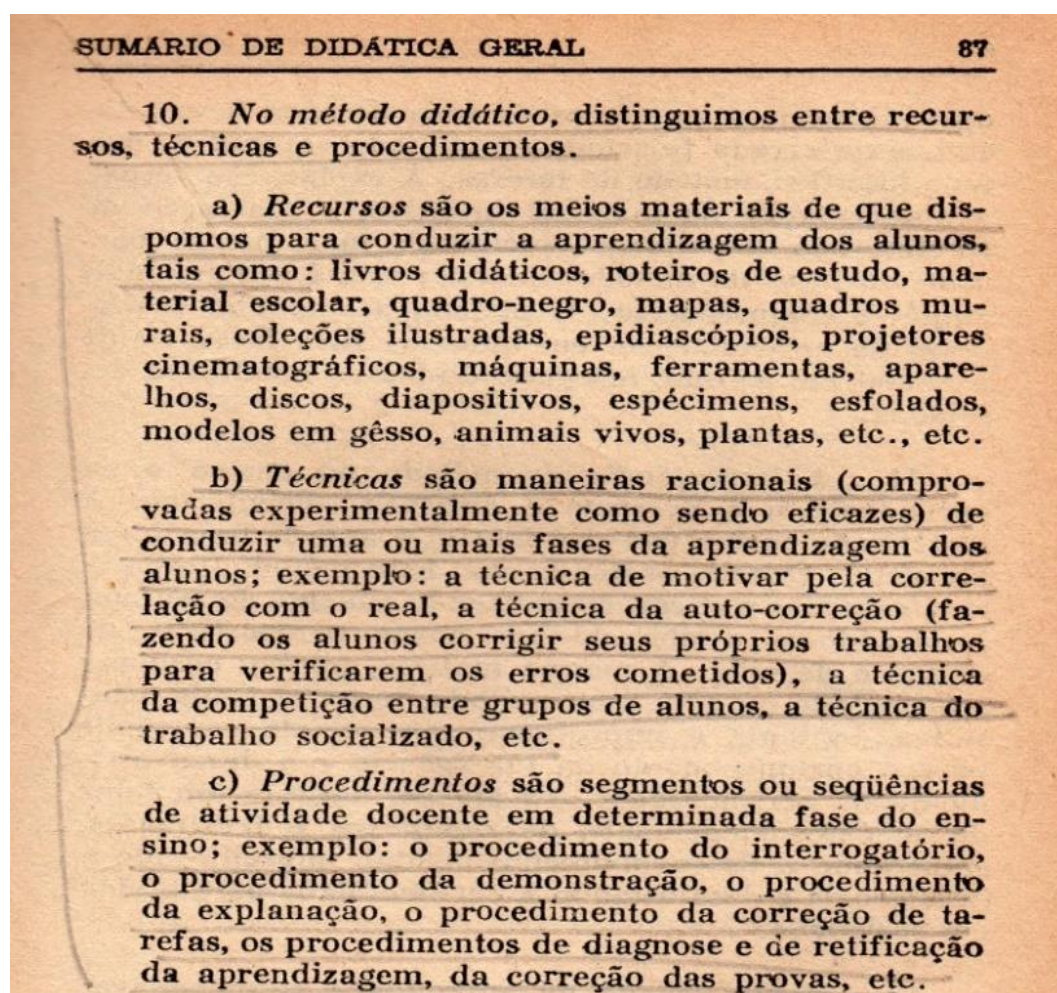 SUMÁRIO DE DIDÁTICA GERAL 87
10. No método didático, distinguimos entre recur-
sos, técnicas e procedimentos.
a) Recursos são os meios materiais de que dis-
pomos para conduzir a aprendizagem dos alunos,
tais como: livros didáticos, roteiros de estudo, ma-
terial escolar, quadro-negro, mapas, quadros mu-
rais, coleções ilustradas, epidiascópios, projetores
cinematográficos, máquinas, ferramentas, apare-
lhos, discos, diapositivos, espécimens, esfolados,
modelos em gêsso, animais vivos, plantas, etc., etc.
b) Técnicas são maneiras racionais (compro-
vadas experimentalmente como sendo eficazes) de
conduzir uma ou mais fases da aprendizagem dos
alunos; exemplo: a técnica de motivar pela corre-
lação com o real, a técnica da auto-correção (fa-
zendo os alunos corrigir seus próprios trabalhos
para verificarem os erros cometidos), a técnica
da competição entre grupos de alunos, a técnica do
trabalho socializado, etc.
c) Procedimentos são segmentos ou seqüências
de atividade docente em determinada fase do en-
sino; exemplo: o procedimento do interrogatório,
o procedimento da demonstração, o procedimento
da explanação, o procedimento da correção de ta-
refas, os procedimentos de diagnose e de retificação
da aprendizagem, da correção das provas, etc.